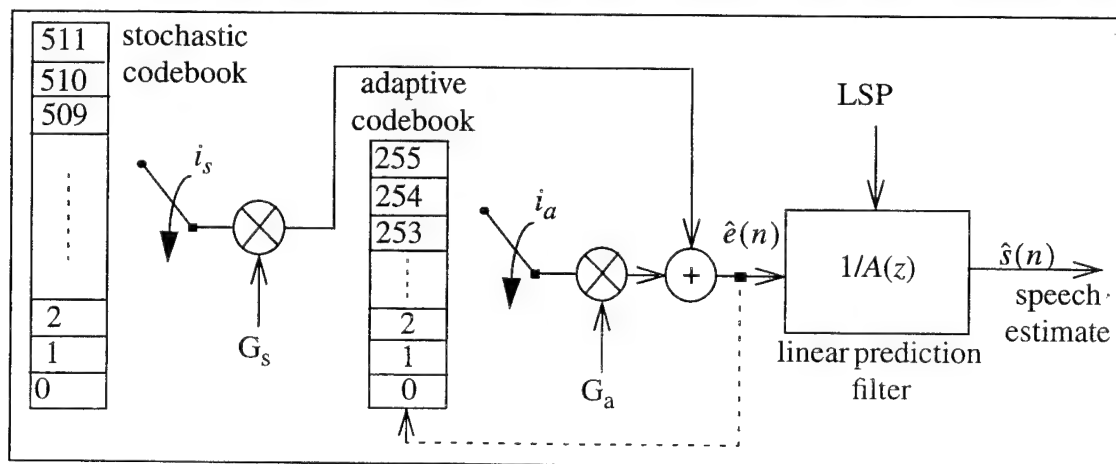 511
510
509
2
1
0
stochastic
codebook
i_s
G_s
adaptive
codebook
255
254
253
2
1
0
i_a
G_a
+
ê(n)
LSP
1/A(z)
linear prediction
filter
ŝ(n)
speech
estimate